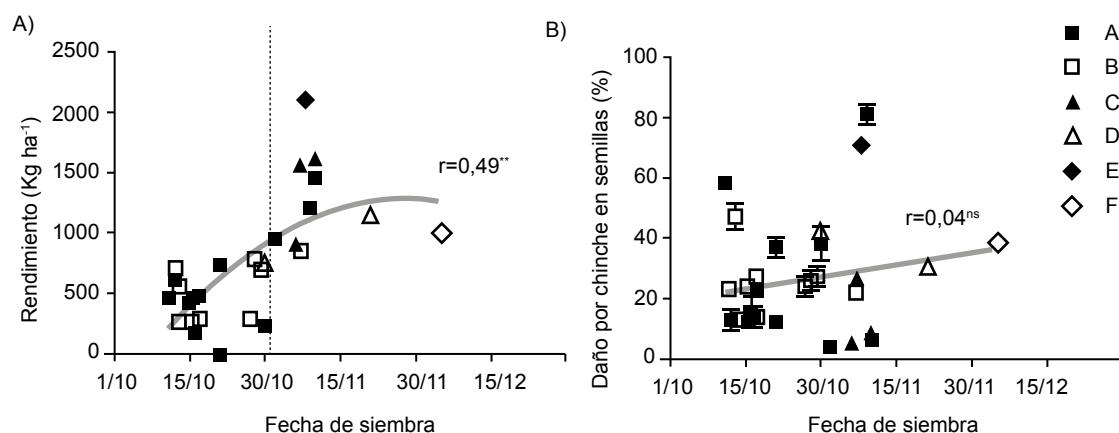 A)
2500
2000
1500
1000
500
0
Rendimiento (Kg ha⁻¹)
r=0,49**
1/10 15/10 30/10 15/11 30/11 15/12
Fecha de siembra
B)
100
80
60
40
20
0
Daño por chinche en semillas (%)
r=0,04ⁿˢ
1/10 15/10 30/10 15/11 30/11 15/12
Fecha de siembra
A
B
C
D
E
F